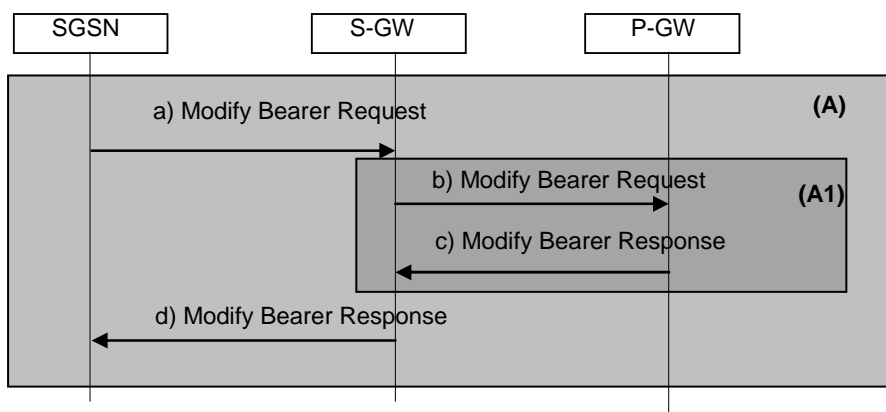 SGSN
S-GW
P-GW
(A)
a) Modify Bearer Request
b) Modify Bearer Request
(A1)
c) Modify Bearer Response
d) Modify Bearer Response